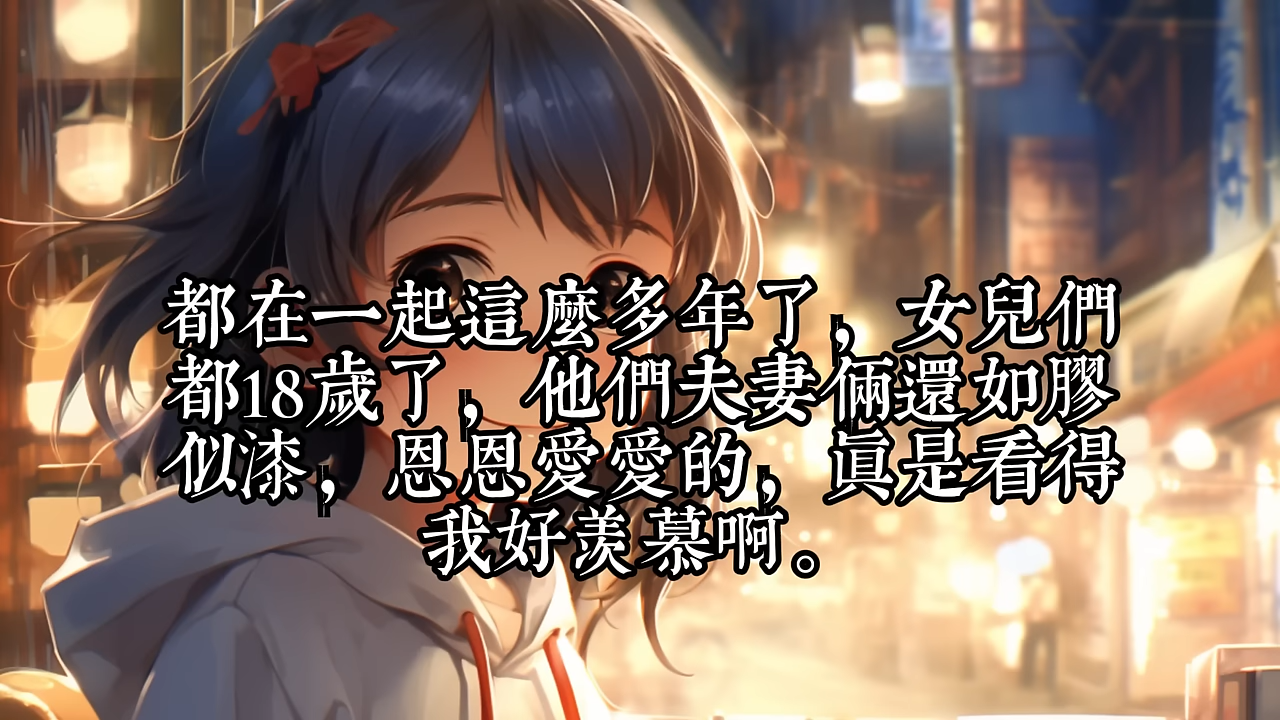 都在一起這麼多年了，女兒們
都18歲了，他們夫妻倆還如膠
似漆，恩恩愛愛的，眞是看得
我好羨慕啊。